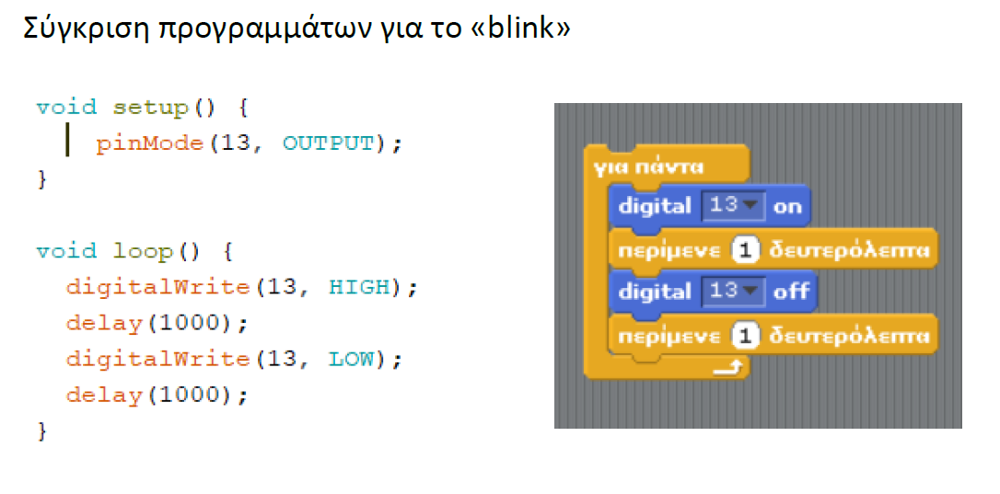 Σύγκριση προγραμμάτων για το «blink»
void setup() {
pinMode(13, OUTPUT);
}
void loop() {
digitalWrite(13, HIGH);
delay(1000);
digitalWrite(13, LOW);
delay(1000);
}
για πάντα
digital 13 on
περίμενε 1 δευτερόλεπτα
digital 13 off
περίμενε 1 δευτερόλεπτα